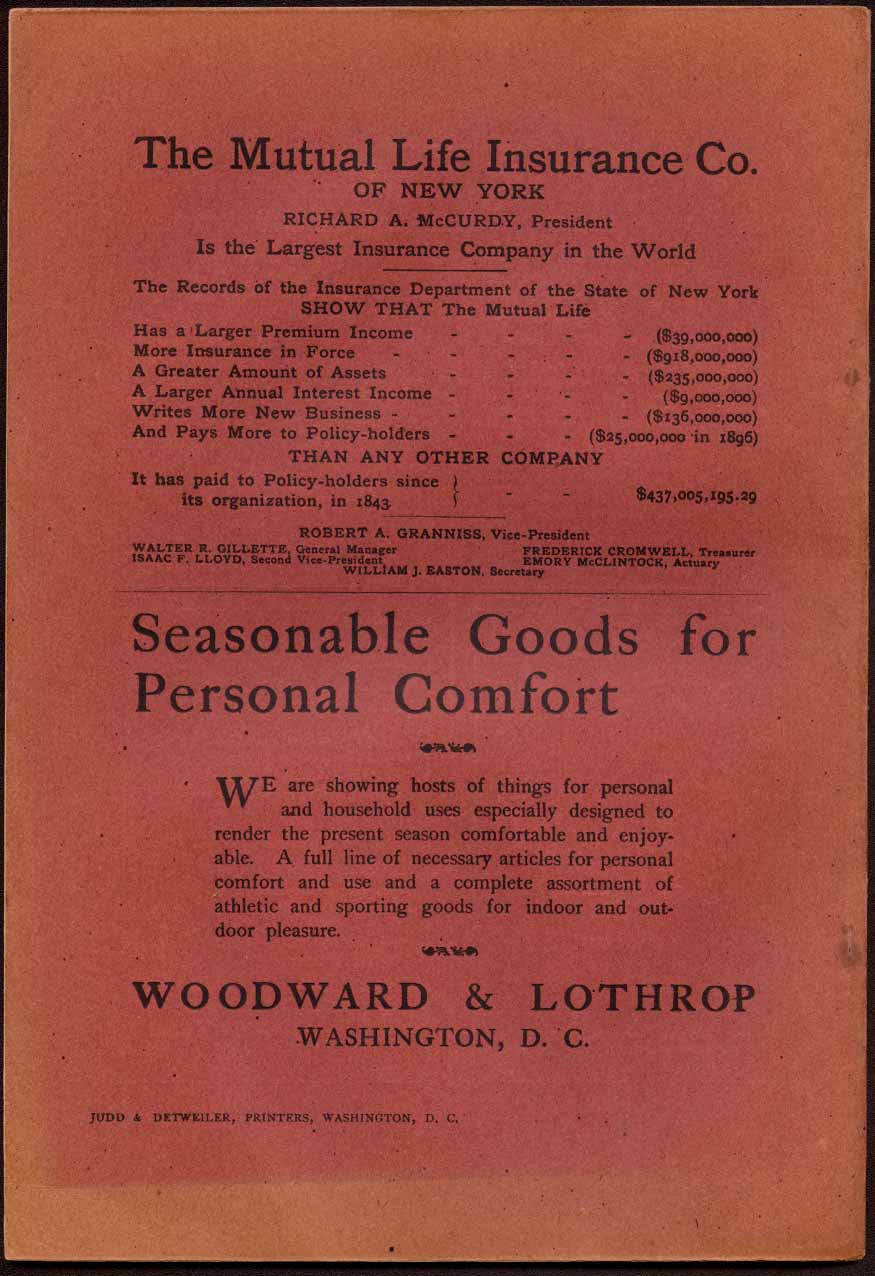 The Mutual Life Insurance Co.
OF NEW YORK
RICHARD A. McCURDY, President
Is the Largest Insurance Company in the World
The Records of the Insurance Department of the State of New York
SHOW THAT The Mutual Life
Has a Larger Premium Income - - - - ($39,000,000)
More Insurance in Force - - - - - ($918,000,000)
A Greater Amount of Assets - - - - ($235,000,000)
A Larger Annual Interest Income - - - - ($9,000,000)
Writes More New Business - - - - - ($136,000,000)
And Pays More to Policy-holders - - - ($25,000,000 in 1896)
THAN ANY OTHER COMPANY
It has paid to Policy-holders since
its organization, in 1843 } - - $437,005,195.29
ROBERT A. GRANNISS, Vice-President
WALTER R. GILLETTE, General Manager FREDERICK CROMWELL, Treasurer
ISAAC F. LLOYD, Second Vice-President EMORY McCLINTOCK, Actuary
WILLIAM J. EASTON, Secretary
Seasonable Goods for
Personal Comfort
WE are showing hosts of things for personal
and household uses especially designed to
render the present season comfortable and enjoy-
able. A full line of necessary articles for personal
comfort and use and a complete assortment of
athletic and sporting goods for indoor and out-
door pleasure.
WOODWARD & LOTHROP
WASHINGTON, D. C.
JUDD & DETWEILER, PRINTERS, WASHINGTON, D. C.